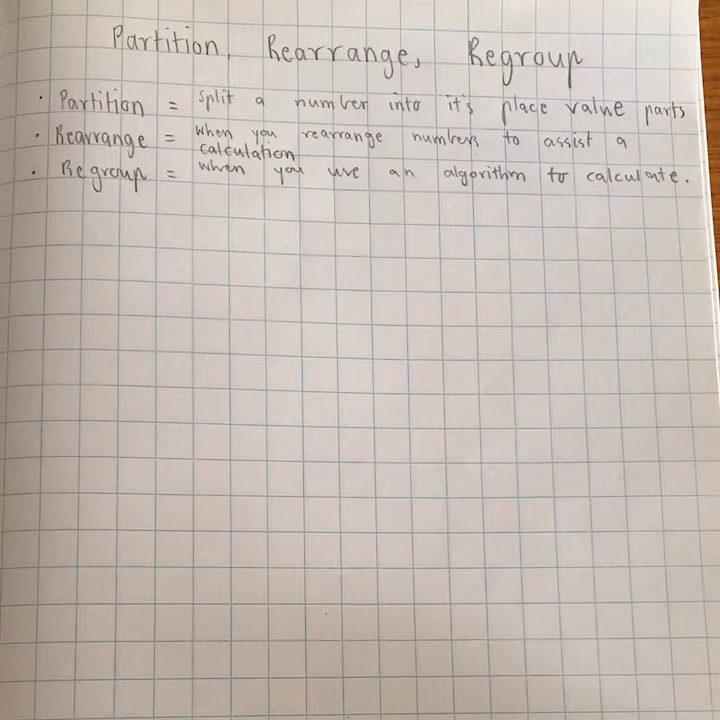 Partition, Rearrange, Regroup
· Partition = split a number into it's place value parts
· Rearrange = when you rearrange numbers to assist a
calculation
· Regroup = when you use an algorithm to calculate.